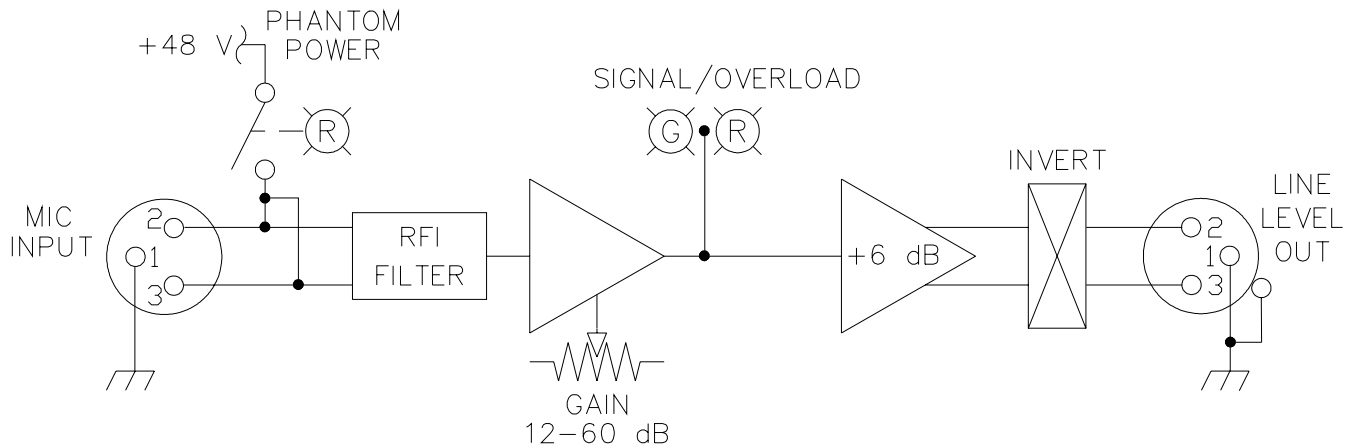 PHANTOM
POWER
+48 V
R
SIGNAL/OVERLOAD
G R
INVERT
MIC
INPUT
2
1
3
RFI
FILTER
+6 dB
2
1
3
LINE
LEVEL
OUT
GAIN
12-60 dB